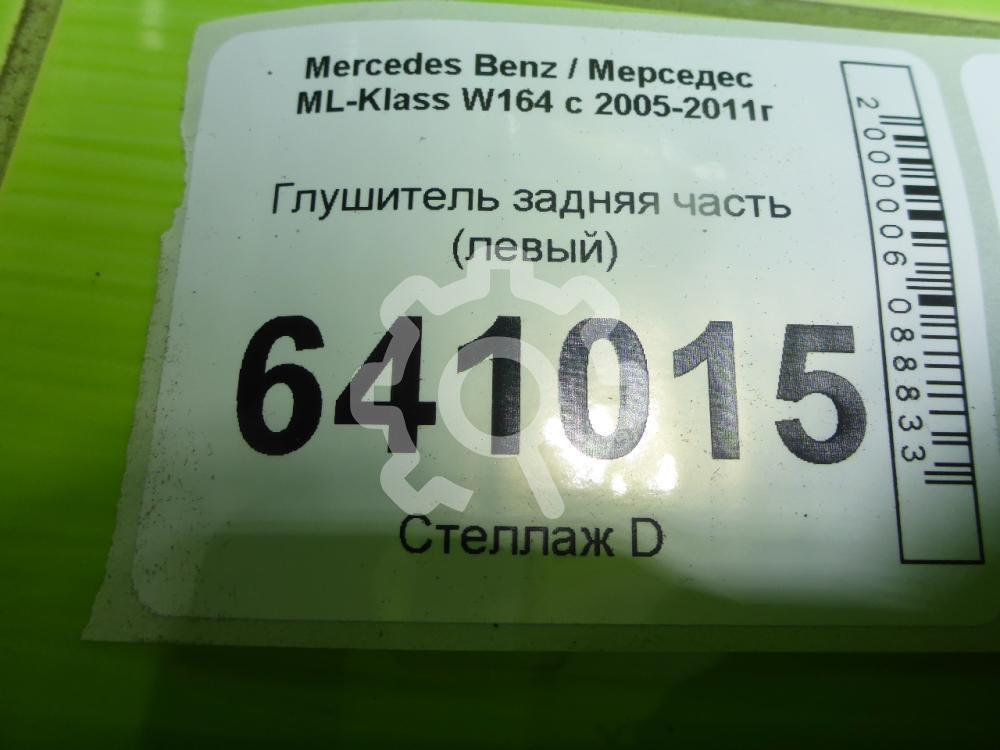 Mercedes Benz / Мерседес
ML-Klass W164 с 2005-2011г
Глушитель задняя часть
(левый)
641015
Стеллаж D
2000006088833